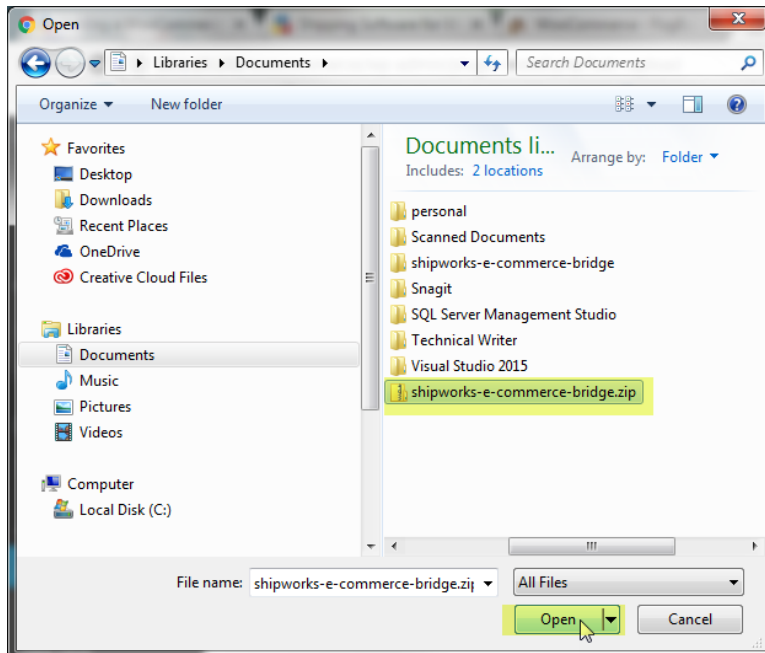 Open
Libraries Documents
Search Documents
Organize New folder
Favorites
Desktop
Downloads
Recent Places
OneDrive
Creative Cloud Files
Libraries
Documents
Music
Pictures
Videos
Computer
Local Disk (C:)
Documents li...
Includes: 2 locations
Arrange by: Folder
personal
Scanned Documents
shipworks-e-commerce-bridge
Snagit
SQL Server Management Studio
Technical Writer
Visual Studio 2015
shipworks-e-commerce-bridge.zip
File name: shipworks-e-commerce-bridge.zip
All Files
Open Cancel